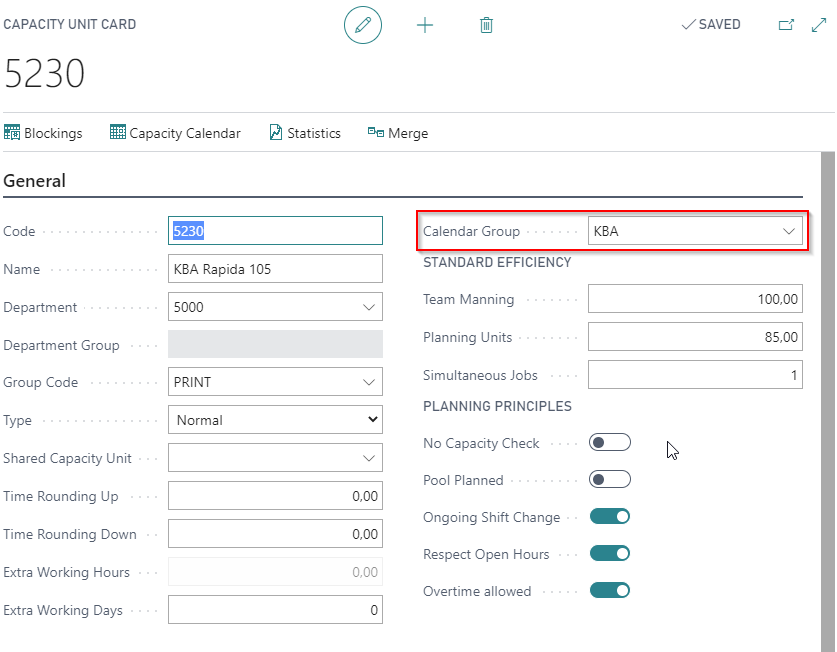 CAPACITY UNIT CARD
SAVED
5230
Blockings Capacity Calendar Statistics Merge
General
Code 5230
Name KBA Rapida 105
Department 5000
Department Group
Group Code PRINT
Type Normal
Shared Capacity Unit
Time Rounding Up 0,00
Time Rounding Down 0,00
Extra Working Hours 0,00
Extra Working Days 0
Calendar Group KBA
STANDARD EFFICIENCY
Team Manning 100,00
Planning Units 85,00
Simultaneous Jobs 1
PLANNING PRINCIPLES
No Capacity Check
Pool Planned
Ongoing Shift Change
Respect Open Hours
Overtime allowed